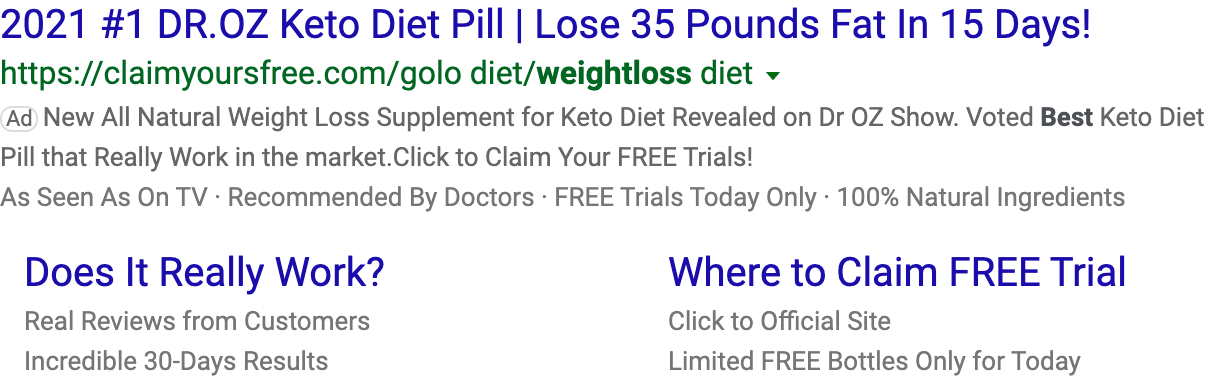 2021 #1 DR.OZ Keto Diet Pill | Lose 35 Pounds Fat In 15 Days!
https://claimyoursfree.com/golo diet/weightloss diet
Ad New All Natural Weight Loss Supplement for Keto Diet Revealed on Dr OZ Show. Voted Best Keto Diet
Pill that Really Work in the market.Click to Claim Your FREE Trials!
As Seen As On TV · Recommended By Doctors · FREE Trials Today Only · 100% Natural Ingredients
Does It Really Work?
Real Reviews from Customers
Incredible 30-Days Results
Where to Claim FREE Trial
Click to Official Site
Limited FREE Bottles Only for Today